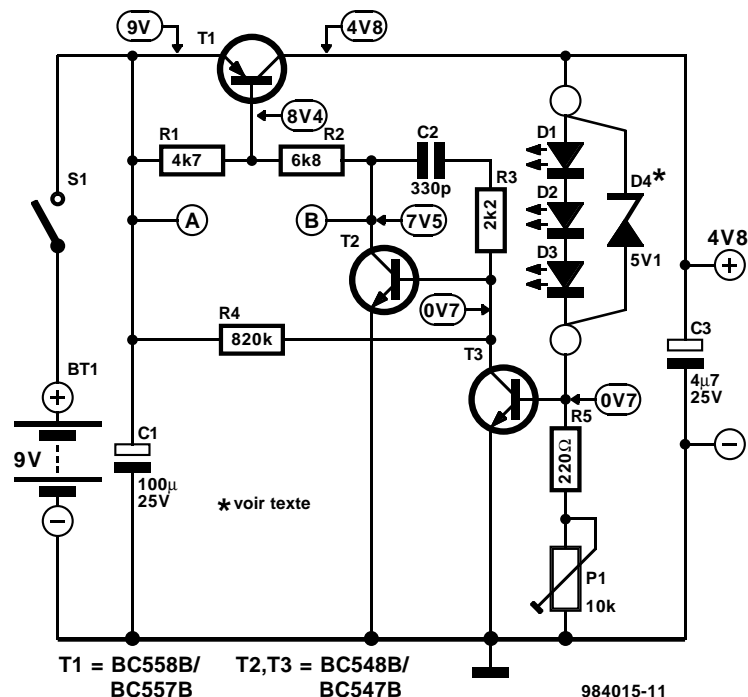 9V
T1
4V8
8V4
R1
4k7
R2
6k8
C2
330p
R3
2k2
D1
D2
D3
D4*
5V1
S1
A
B
7V5
T2
4V8
+
0V7
R4
820k
T3
C3
4μ7
25V
BT1
+
9V
−
C1
100μ
25V
0V7
R5
220Ω
−
* voir texte
P1
10k
T1 = BC558B/
BC557B
T2,T3 = BC548B/
BC547B
984015-11